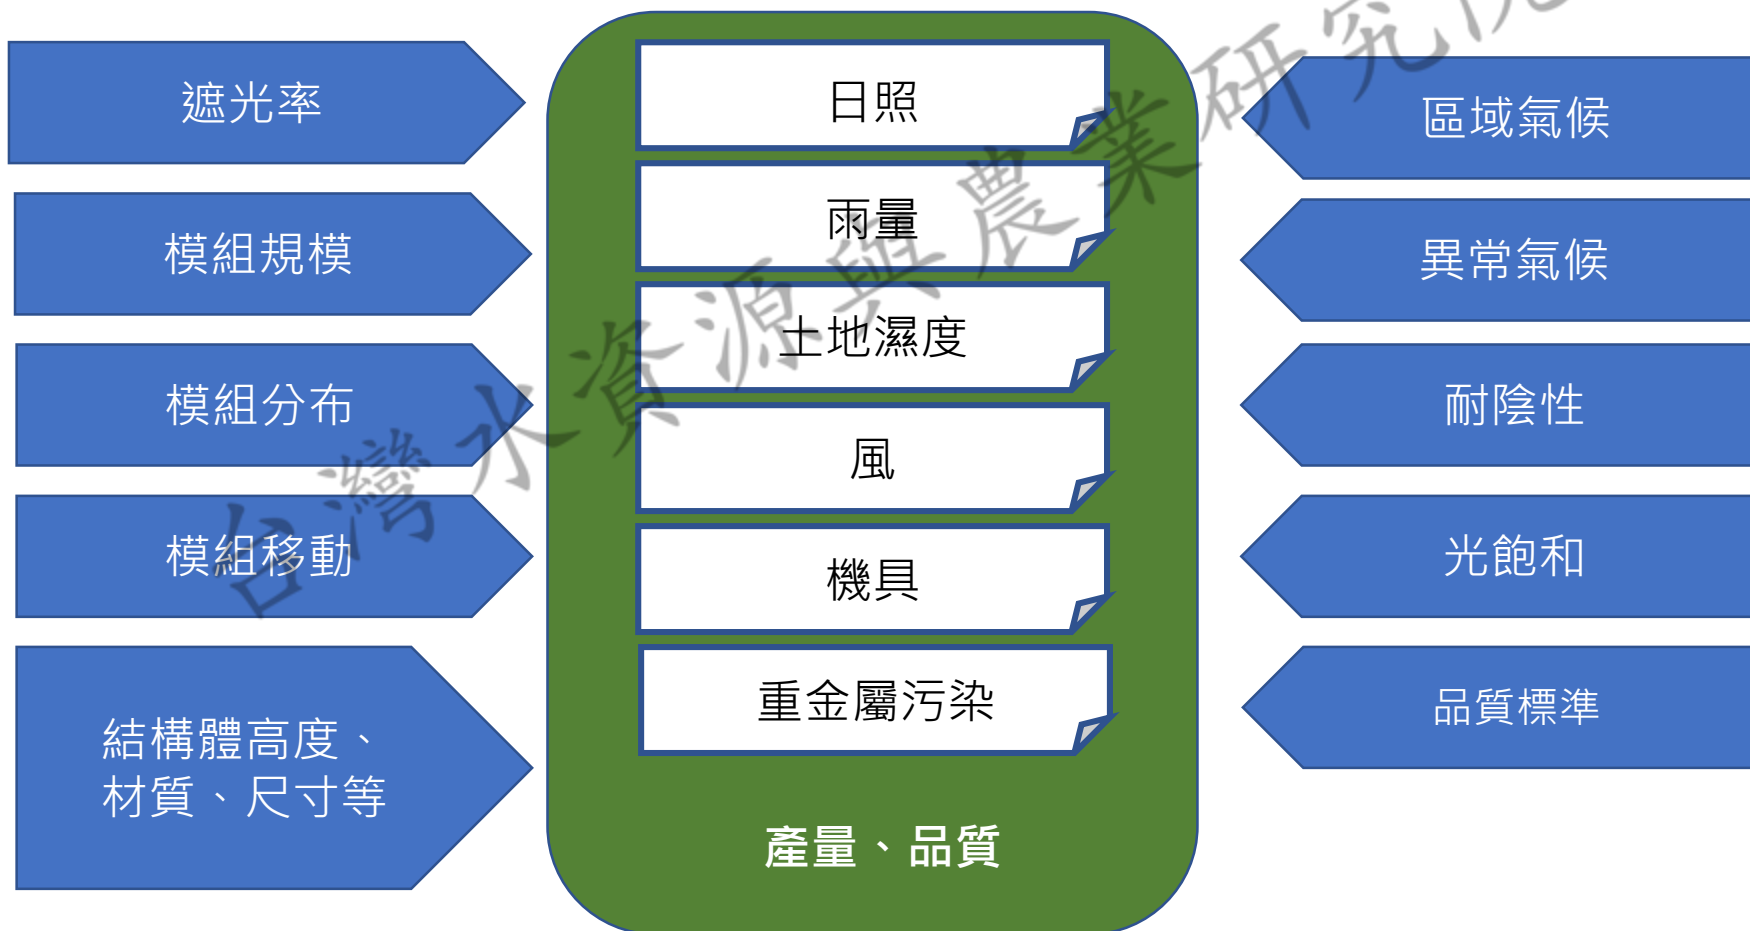 遮光率
模組規模
模組分布
模組移動
結構體高度、
材質、尺寸等
日照
雨量
土地濕度
風
機具
重金屬污染
產量、品質
區域氣候
異常氣候
耐陰性
光飽和
品質標準
台灣水資源與農業研究院